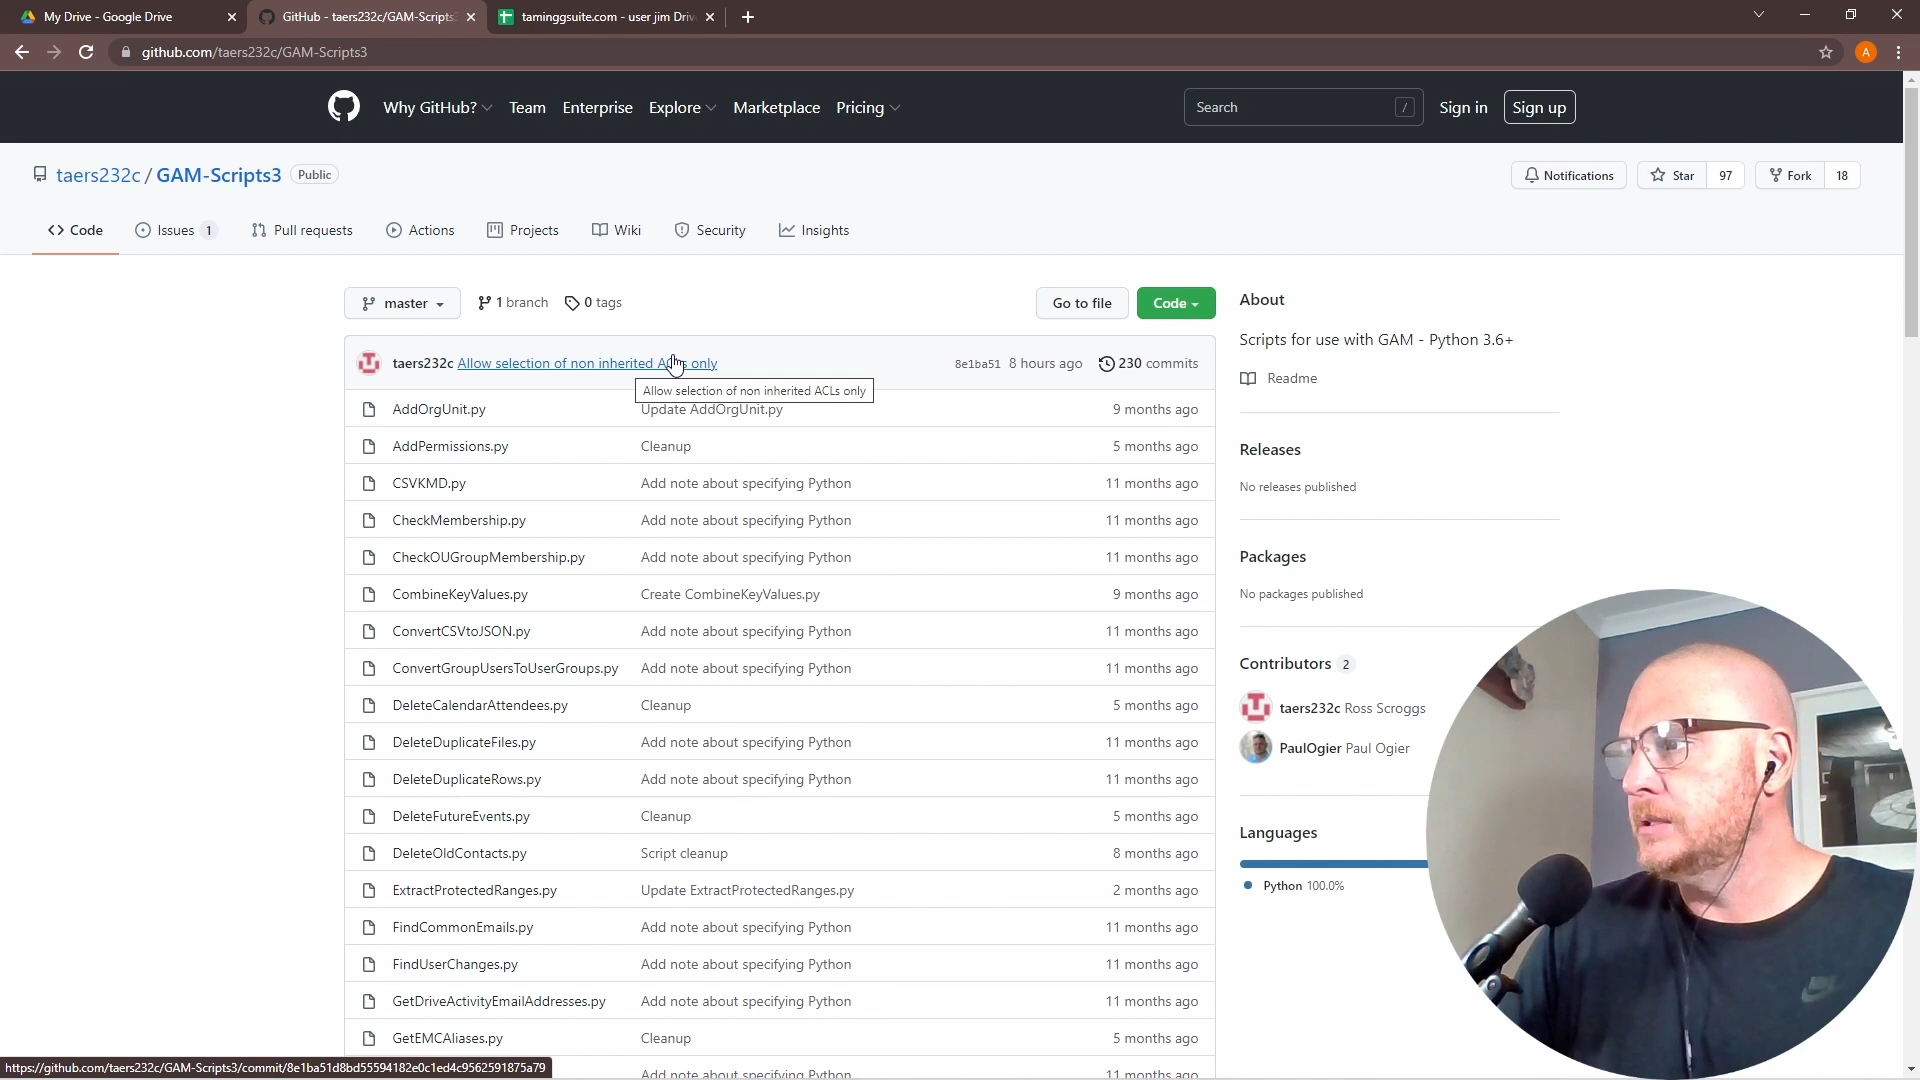 My Drive - Google Drive
GitHub - taers232c/GAM-Scripts
taminggsuite.com - user jim Driv
github.com/taers232c/GAM-Scripts3
A
Why GitHub?
Team
Enterprise
Explore
Marketplace
Pricing
Search
/
Sign in
Sign up
taers232c / GAM-Scripts3
Public
Notifications
Star
97
Fork
18
Code
Issues 1
Pull requests
Actions
Projects
Wiki
Security
Insights
master
1 branch
0 tags
Go to file
Code
taers232c Allow selection of non inherited ACLs only
8e1ba51 8 hours ago
230 commits
Allow selection of non inherited ACLs only
AddOrgUnit.py Update AddOrgUnit.py 9 months ago
AddPermissions.py Cleanup 5 months ago
CSVKMD.py Add note about specifying Python 11 months ago
CheckMembership.py Add note about specifying Python 11 months ago
CheckOUGroupMembership.py Add note about specifying Python 11 months ago
CombineKeyValues.py Create CombineKeyValues.py 9 months ago
ConvertCSVtoJSON.py Add note about specifying Python 11 months ago
ConvertGroupUsersToUserGroups.py Add note about specifying Python 11 months ago
DeleteCalendarAttendees.py Cleanup 5 months ago
DeleteDuplicateFiles.py Add note about specifying Python 11 months ago
DeleteDuplicateRows.py Add note about specifying Python 11 months ago
DeleteFutureEvents.py Cleanup 5 months ago
DeleteOldContacts.py Script cleanup 8 months ago
ExtractProtectedRanges.py Update ExtractProtectedRanges.py 2 months ago
FindCommonEmails.py Add note about specifying Python 11 months ago
FindUserChanges.py Add note about specifying Python 11 months ago
GetDriveActivityEmailAddresses.py Add note about specifying Python 11 months ago
GetEMCAliases.py Cleanup 5 months ago
Add note about specifying Python 11 months ago
About
Scripts for use with GAM - Python 3.6+
Readme
Releases
No releases published
Packages
No packages published
Contributors 2
taers232c Ross Scroggs
PaulOgier Paul Ogier
Languages
Python 100.0%
https://github.com/taers232c/GAM-Scripts3/commit/8e1ba51d8bd55594182e0c1ed4c9562591875a79